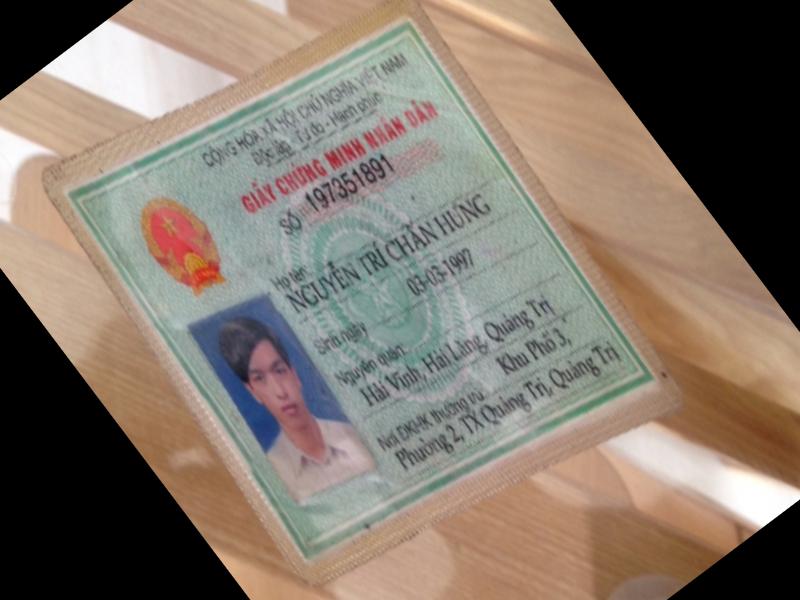 CỘNG HÒA XÃ HỘI CHỦ NGHĨA VIỆT NAM
Độc lập - Tự do - Hạnh phúc
GIẤY CHỨNG MINH NHÂN DÂN
SỐ 197351891
Họ tên
NGUYỄN TRÍ CHẤN HÙNG
Sinh ngày 03-03-1997
Nguyên quán
Hải Vĩnh, Hải Lăng, Quảng Trị
Nơi ĐKHK thường trú Khu Phố 3,
Phường 2, TX Quảng Trị, Quảng Trị